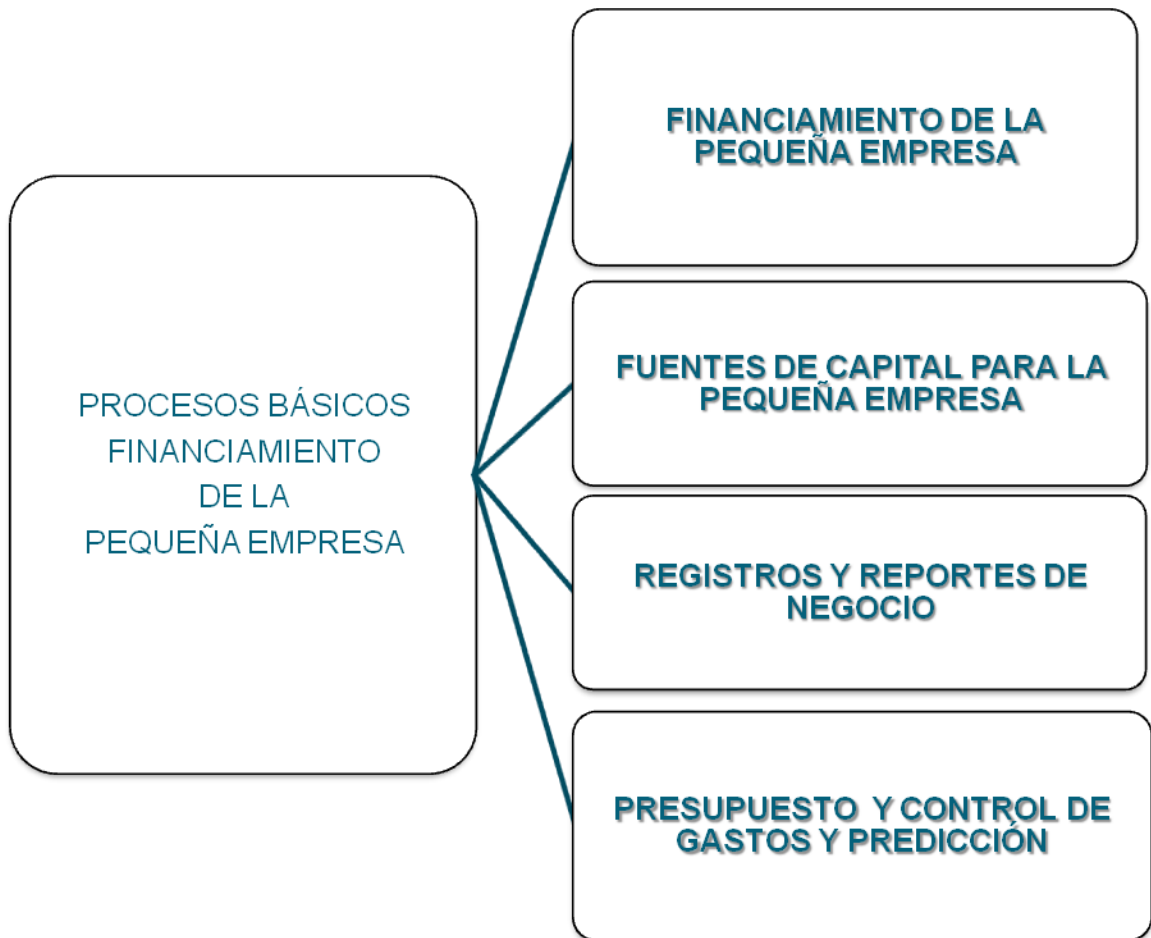 PROCESOS BÁSICOS
FINANCIAMIENTO
DE LA
PEQUEÑA EMPRESA
FINANCIAMIENTO DE LA
PEQUEÑA EMPRESA
FUENTES DE CAPITAL PARA LA
PEQUEÑA EMPRESA
REGISTROS Y REPORTES DE
NEGOCIO
PRESUPUESTO Y CONTROL DE
GASTOS Y PREDICCIÓN